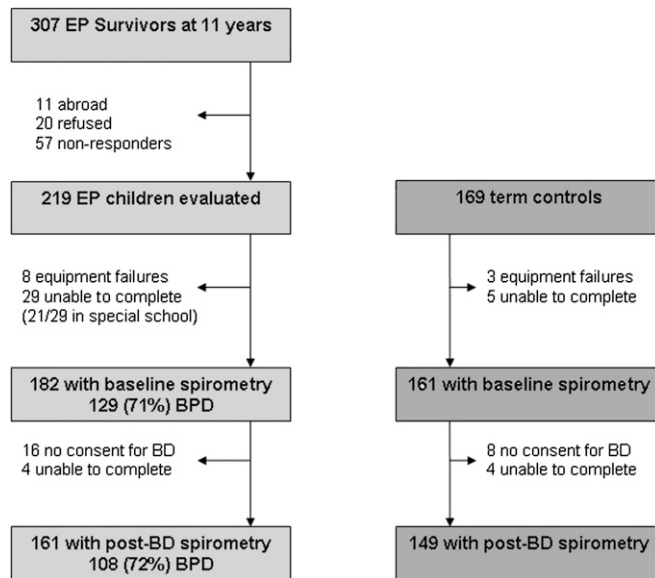 307 EP Survivors at 11 years
11 abroad
20 refused
57 non-responders
219 EP children evaluated
169 term controls
8 equipment failures
29 unable to complete
(21/29 in special school)
3 equipment failures
5 unable to complete
182 with baseline spirometry
129 (71%) BPD
161 with baseline spirometry
16 no consent for BD
4 unable to complete
8 no consent for BD
4 unable to complete
161 with post-BD spirometry
108 (72%) BPD
149 with post-BD spirometry